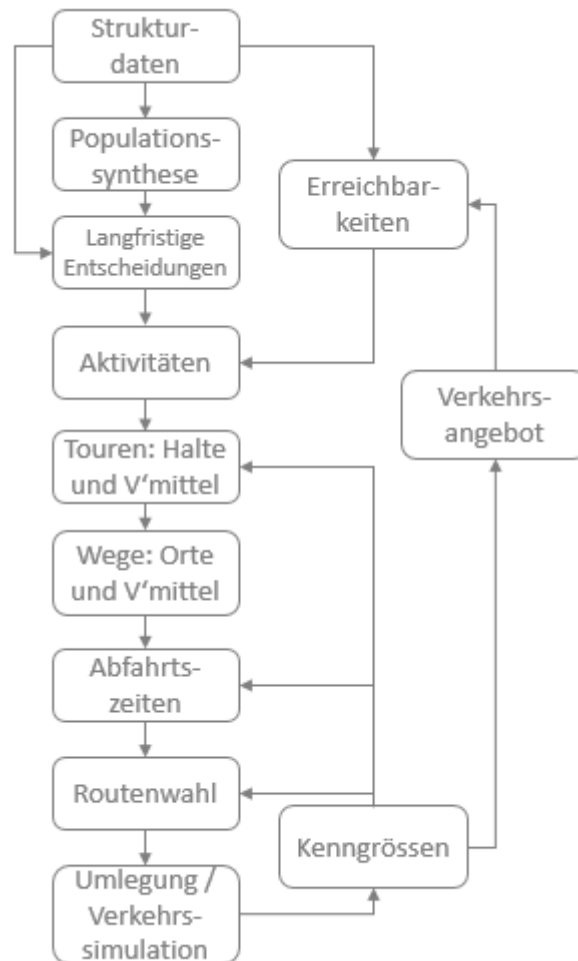 Struktur-
daten
Populations-
synthese
Erreichbar-
keiten
Langfristige
Entscheidungen
Aktivitäten
Verkehrs-
angebot
Touren: Halte
und V'mittel
Wege: Orte
und V'mittel
Abfahrts-
zeiten
Routenwahl
Kenngrössen
Umlegung /
Verkehrs-
simulation